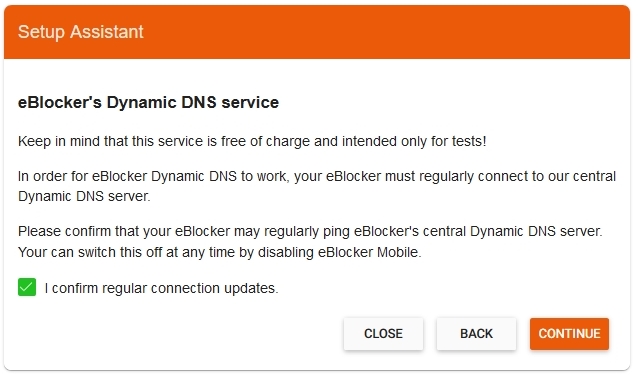 Setup Assistant
eBlocker's Dynamic DNS service
Keep in mind that this service is free of charge and intended only for tests!
In order for eBlocker Dynamic DNS to work, your eBlocker must regularly connect to our central
Dynamic DNS server.
Please confirm that your eBlocker may regularly ping eBlocker's central Dynamic DNS server.
Your can switch this off at any time by disabling eBlocker Mobile.
I confirm regular connection updates.
CLOSE BACK CONTINUE